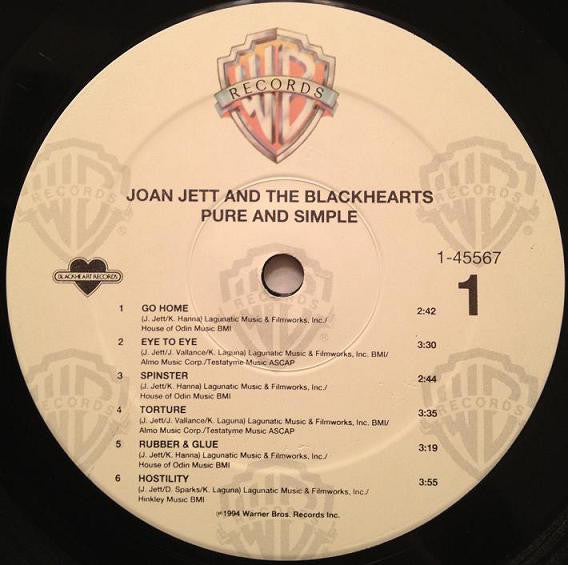 WB
RECORDS
JOAN JETT AND THE BLACKHEARTS
PURE AND SIMPLE
1-45567
1
BLACKHEART RECORDS
1 GO HOME 2:42
(J. Jett/K. Hanna) Lagunatic Music & Filmworks, Inc./
House of Odin Music BMI
2 EYE TO EYE 3:30
(J. Jett/J. Vallance/K. Laguna) Lagunatic Music & Filmworks, Inc. BMI/
Almo Music Corp./Testatyme Music ASCAP
3 SPINSTER 2:44
(J. Jett/K. Hanna) Lagunatic Music & Filmworks, Inc./
House of Odin Music BMI
4 TORTURE 3:35
(J. Jett/J. Vallance/K. Laguna) Lagunatic Music & Filmworks, Inc. BMI/
Almo Music Corp./Testatyme Music ASCAP
5 RUBBER & GLUE 3:19
(J. Jett/K. Hanna) Lagunatic Music & Filmworks, Inc./
House of Odin Music BMI
6 HOSTILITY 3:55
(J. Jett/D. Sparks/K. Laguna) Lagunatic Music & Filmworks, Inc./
Hinkley Music BMI
℗1994 Warner Bros. Records Inc.